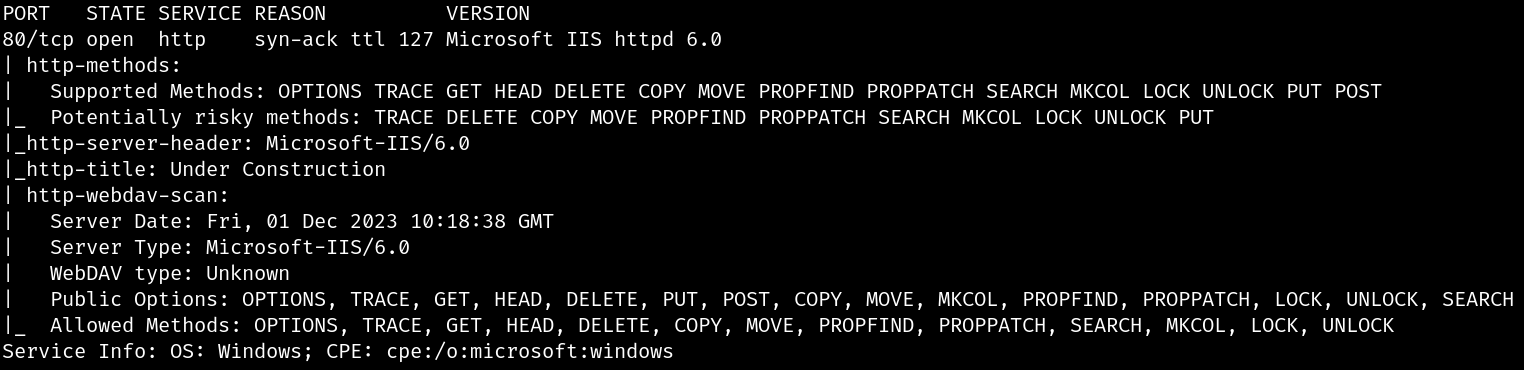 PORT   STATE SERVICE REASON          VERSION
80/tcp open  http    syn-ack ttl 127 Microsoft IIS httpd 6.0
| http-methods:
|   Supported Methods: OPTIONS TRACE GET HEAD DELETE COPY MOVE PROPFIND PROPPATCH SEARCH MKCOL LOCK UNLOCK PUT POST
|_  Potentially risky methods: TRACE DELETE COPY MOVE PROPFIND PROPPATCH SEARCH MKCOL LOCK UNLOCK PUT
|_http-server-header: Microsoft-IIS/6.0
|_http-title: Under Construction
| http-webdav-scan:
|   Server Date: Fri, 01 Dec 2023 10:18:38 GMT
|   Server Type: Microsoft-IIS/6.0
|   WebDAV type: Unknown
|   Public Options: OPTIONS, TRACE, GET, HEAD, DELETE, PUT, POST, COPY, MOVE, MKCOL, PROPFIND, PROPPATCH, LOCK, UNLOCK, SEARCH
|_  Allowed Methods: OPTIONS, TRACE, GET, HEAD, DELETE, COPY, MOVE, PROPFIND, PROPPATCH, SEARCH, MKCOL, LOCK, UNLOCK
Service Info: OS: Windows; CPE: cpe:/o:microsoft:windows